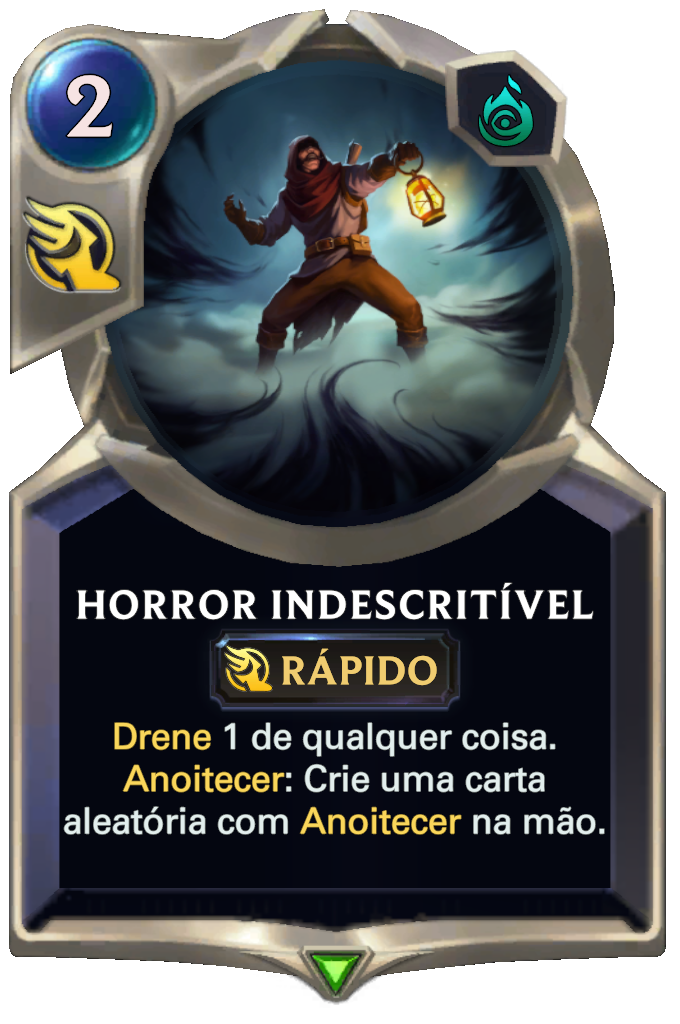 2
HORROR INDESCRITÍVEL
RÁPIDO
Drene 1 de qualquer coisa.
Anoitecer: Crie uma carta
aleatória com Anoitecer na mão.